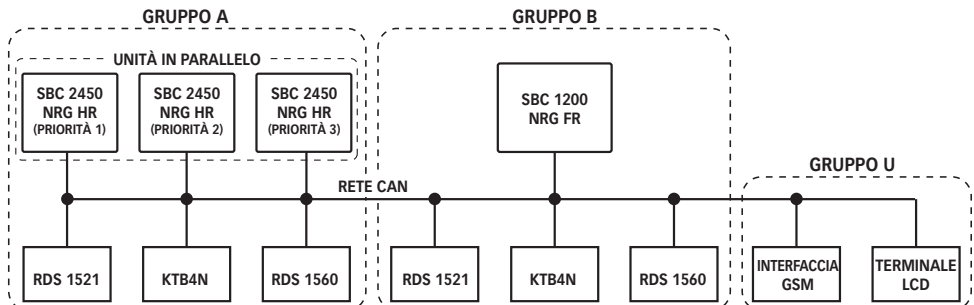 GRUPPO A
UNITÀ IN PARALLELO
SBC 2450
NRG HR
(PRIORITÀ 1)
SBC 2450
NRG HR
(PRIORITÀ 2)
SBC 2450
NRG HR
(PRIORITÀ 3)
GRUPPO B
SBC 1200
NRG FR
GRUPPO U
RETE CAN
RDS 1521
KTB4N
RDS 1560
RDS 1521
KTB4N
RDS 1560
INTERFACCIA
GSM
TERMINALE
LCD